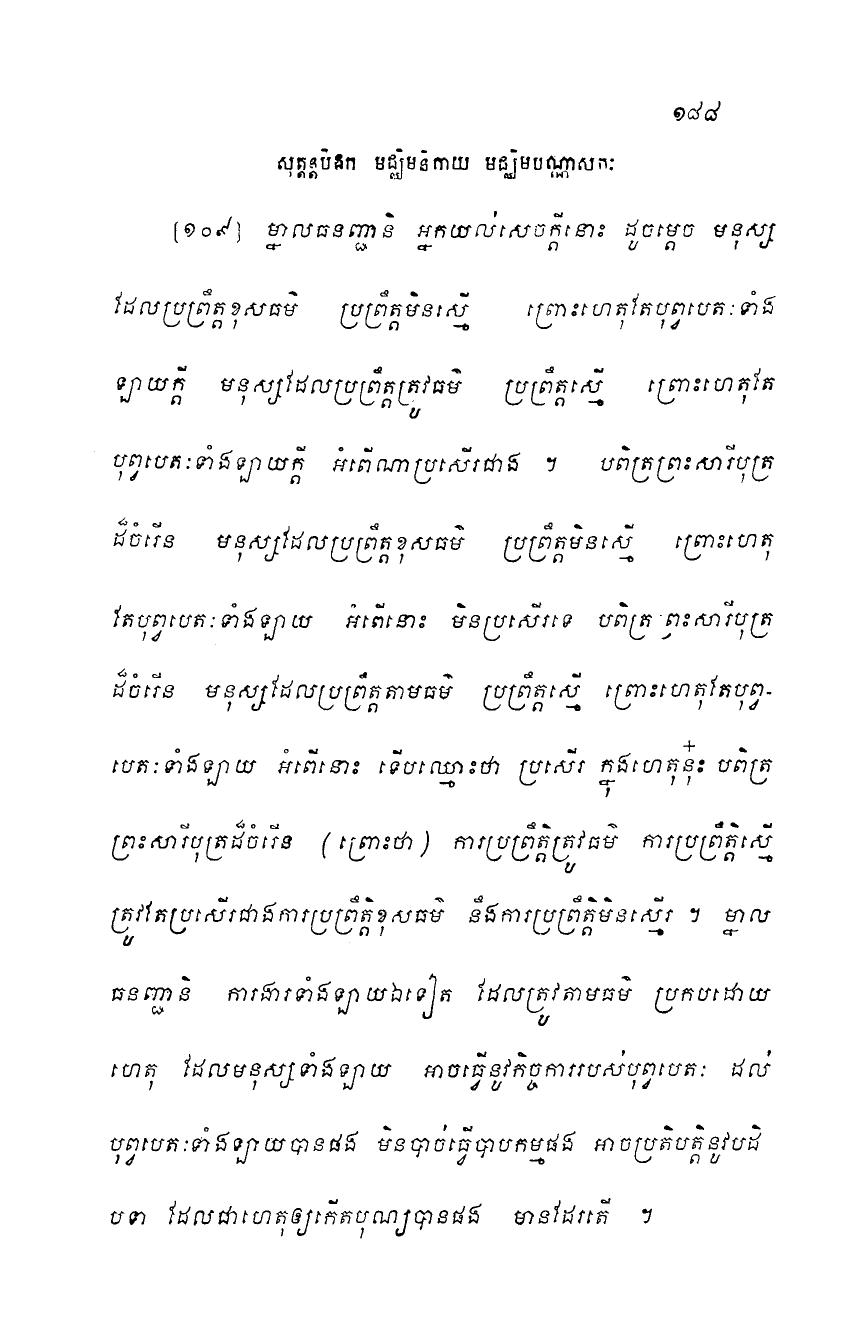 ១៨៨
សុត្តន្តបិដក មជ្ឈិមនិកាយ មជ្ឈិមបណ្ណាសកៈ
[១០៩] ម្នាលធនញ្ជានិ អ្នកយល់សេចក្តីនោះ ដូចម្តេច មនុស្ស
ដែលប្រព្រឹត្តខុសធម៌ ប្រព្រឹត្តមិនស្មើ ព្រោះហេតុតែបុព្វបេតៈទាំង
ឡាយក្តី មនុស្សដែលប្រព្រឹត្តត្រូវធម៌ ប្រព្រឹត្តស្មើ ព្រោះហេតុតែ
បុព្វបេតៈទាំងឡាយក្តី អំពើណាប្រសើរជាង ។ បពិត្រព្រះសារីបុត្រ
ដ៏ចំរើន មនុស្សដែលប្រព្រឹត្តខុសធម៌ ប្រព្រឹត្តមិនស្មើ ព្រោះហេតុ
តែបុព្វបេតៈទាំងឡាយ អំពើនោះ មិនប្រសើរទេ បពិត្រ ព្រះសារីបុត្រ
ដ៏ចំរើន មនុស្សដែលប្រព្រឹត្តតាមធម៌ ប្រព្រឹត្តស្មើ ព្រោះហេតុតែបុព្វ-
បេតៈទាំងឡាយ អំពើនោះ ទើបឈ្មោះថា ប្រសើរ ក្នុងហេតុនុ៎ះ បពិត្រ
ព្រះសារីបុត្រដ៏ចំរើន (ព្រោះថា) ការប្រព្រឹត្តិត្រូវធម៌ ការប្រព្រឹត្តិស្មើ
ត្រូវតែប្រសើរជាងការប្រព្រឹត្តិខុសធម៌ នឹងការប្រព្រឹត្តិមិនស្មើរ ។ ម្នាល
ធនញ្ជានិ ការងារទាំងឡាយឯទៀត ដែលត្រូវតាមធម៌ ប្រកបដោយ
ហេតុ ដែលមនុស្សទាំងឡាយ អាចធ្វើនូវកិច្ចការរបស់បុព្វបេតៈ ដល់
បុព្វបេតៈទាំងឡាយបានផង មិនបាច់ធ្វើបាបកម្មផង អាចប្រតិបត្តិនូវបដិ
បទា ដែលជាហេតុឲ្យកើតបុណ្យបានផង មានដែរតើ ។